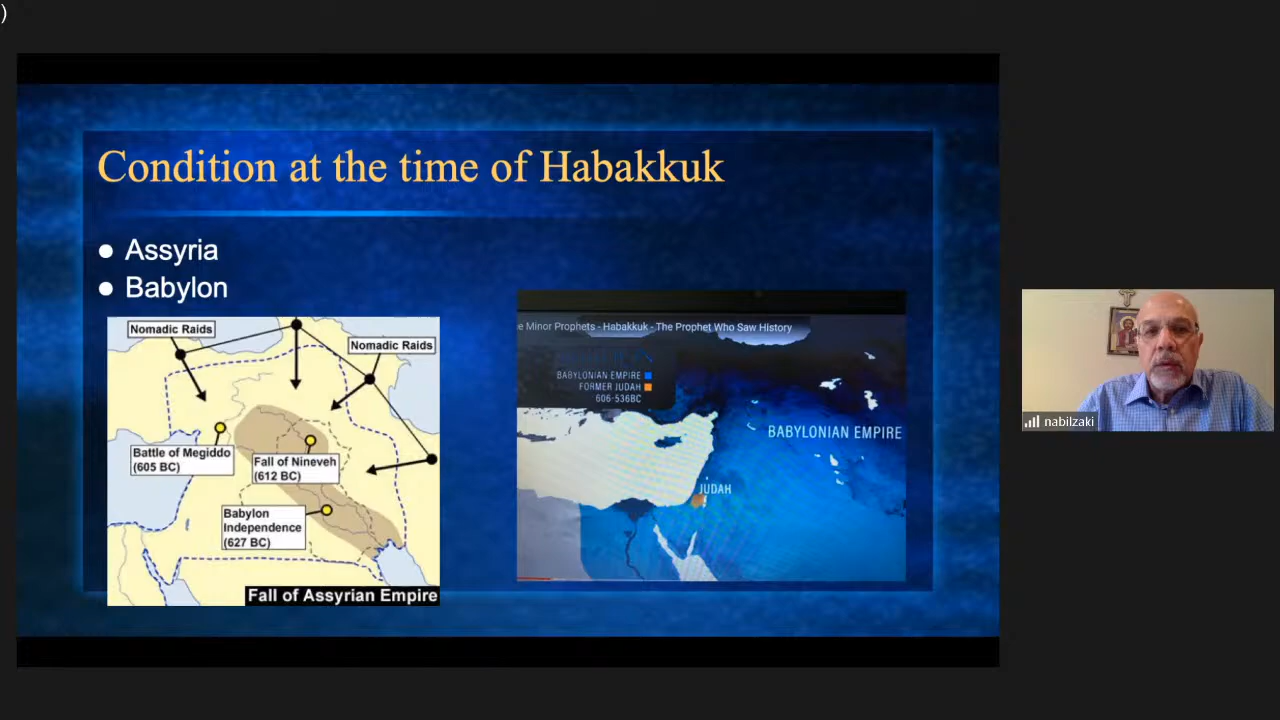 )
Condition at the time of Habakkuk
Assyria
Babylon
Nomadic Raids
Nomadic Raids
Battle of Megiddo
(605 BC)
Fall of Nineveh
(612 BC)
Babylon
Independence
(627 BC)
Fall of Assyrian Empire
e Minor Prophets - Habakkuk - The Prophet Who Saw History
BABYLONIAN EMPIRE
FORMER JUDAH
606-536BC
BABYLONIAN EMPIRE
JUDAH
nabilzaki